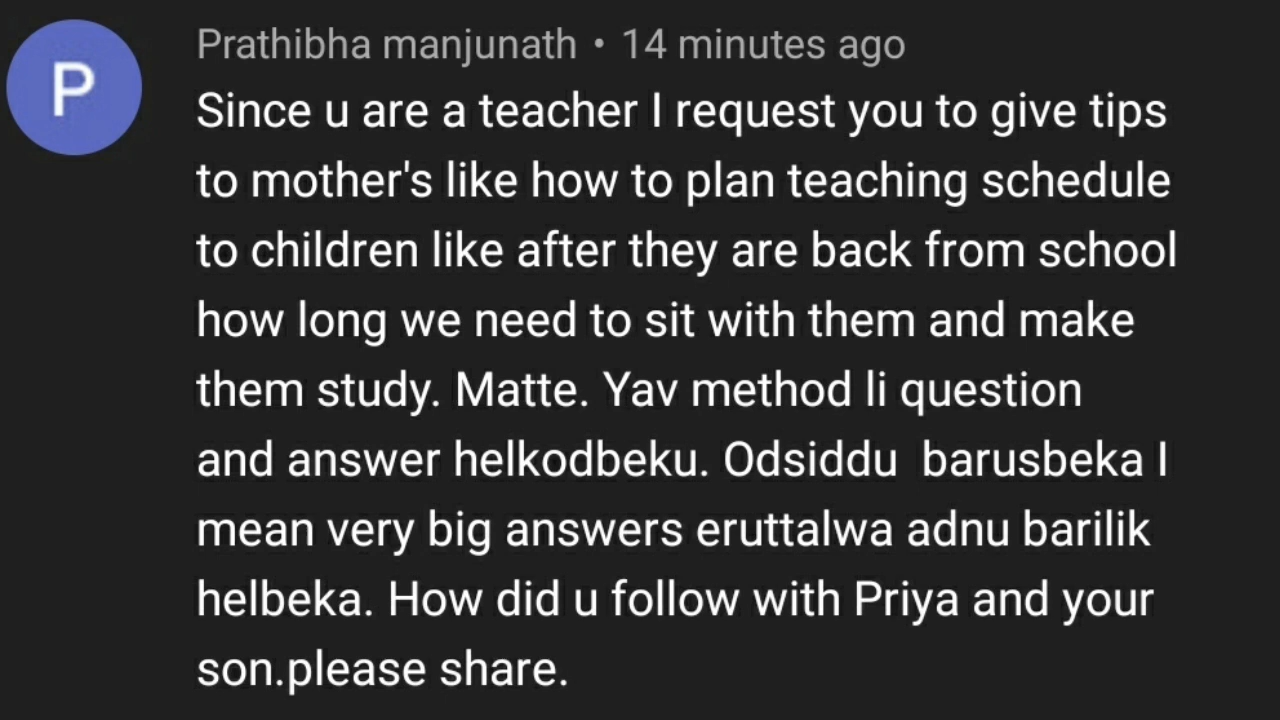 P
Prathibha manjunath • 14 minutes ago
Since u are a teacher I request you to give tips
to mother's like how to plan teaching schedule
to children like after they are back from school
how long we need to sit with them and make
them study. Matte. Yav method li question
and answer helkodbeku. Odsiddu  barusbeka I
mean very big answers eruttalwa adnu barilik
helbeka. How did u follow with Priya and your
son.please share.